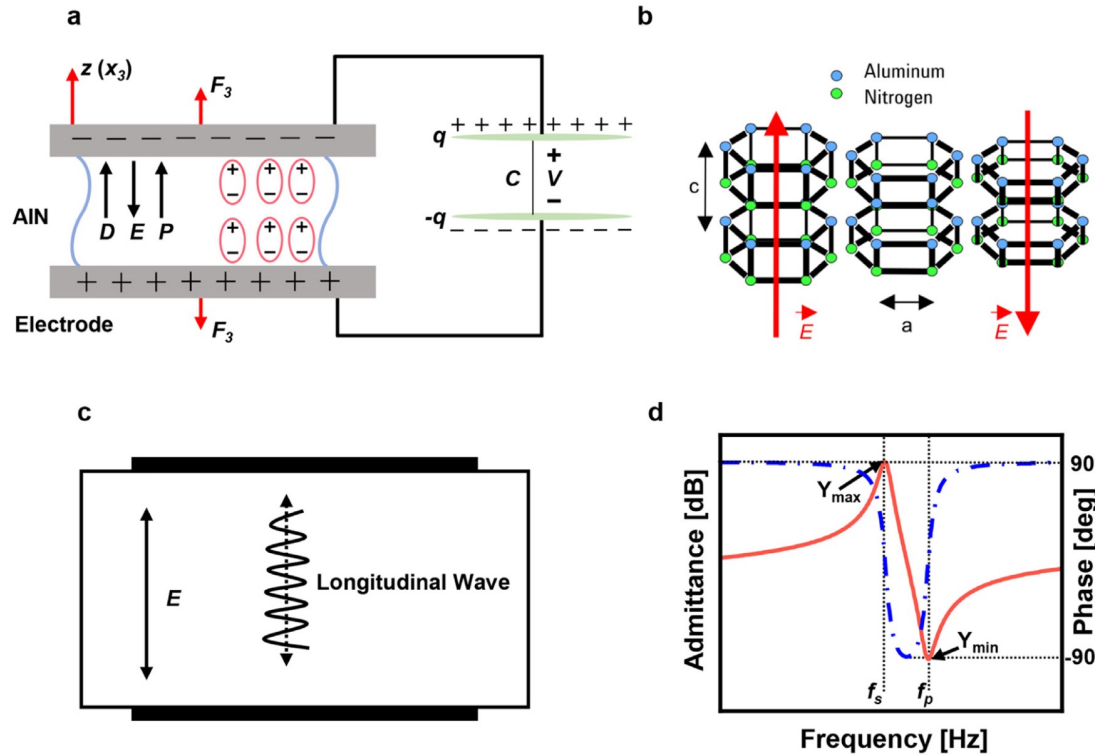 a
z (x3)
F3
− − − − − − − −
AlN
D E P
+ + +
− − −
+ + +
− − −
+ + + + + + + +
Electrode
F3
+ + + + + + + +
q
+
C V
−
-q
− − − − − − − −
b
Aluminum
Nitrogen
c
E
a
E
c
E
Longitudinal Wave
d
Admittance [dB]
Ymax
Ymin
fs fp
Frequency [Hz]
90
-90
Phase [deg]